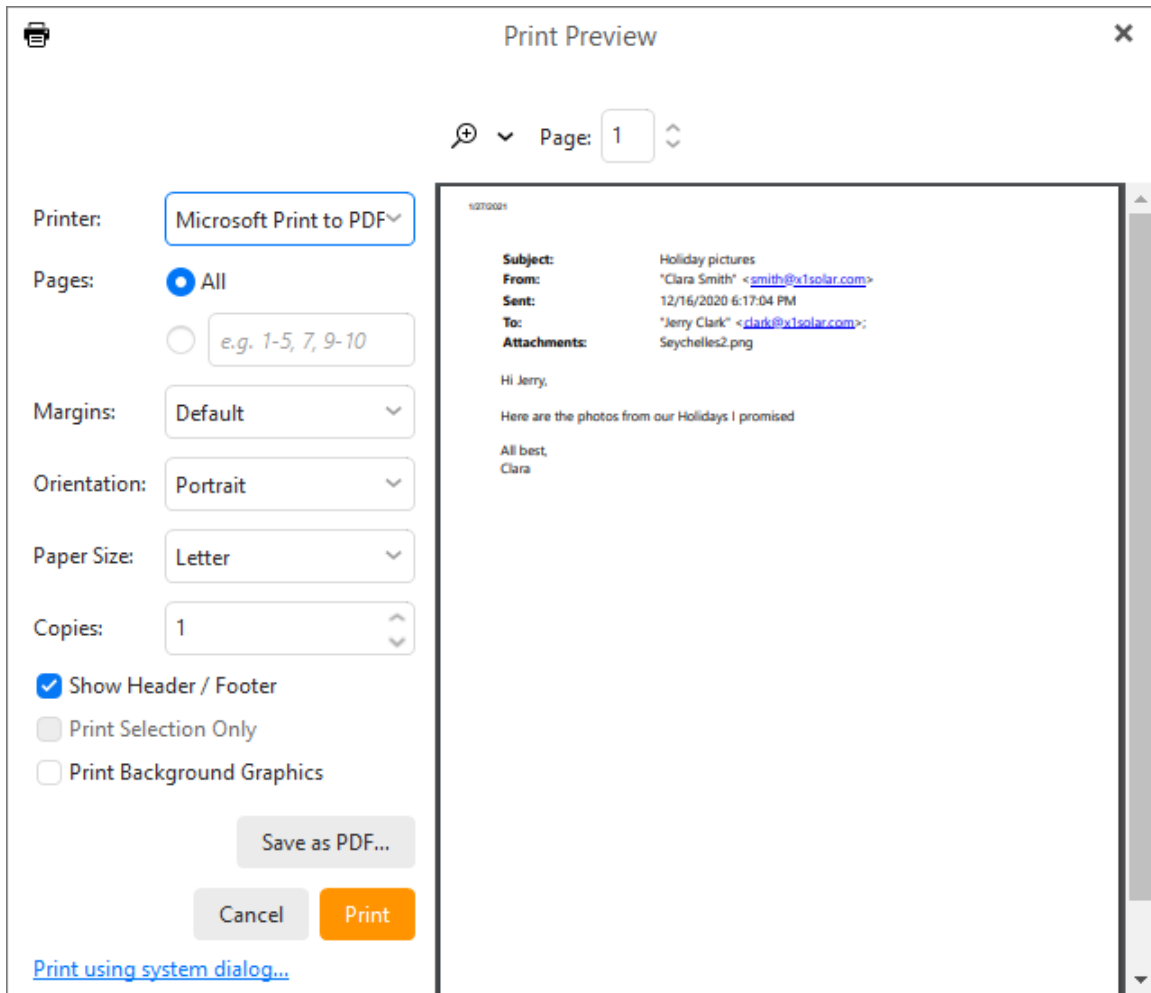 Print Preview
Page: 1
Printer: Microsoft Print to PDF
Pages: All
e.g. 1-5, 7, 9-10
Margins: Default
Orientation: Portrait
Paper Size: Letter
Copies: 1
Show Header / Footer
Print Selection Only
Print Background Graphics
Save as PDF...
Cancel Print
Print using system dialog...
1/27/2021
Subject: Holiday pictures
From: "Clara Smith" <smith@x1solar.com>
Sent: 12/16/2020 6:17:04 PM
To: "Jerry Clark" <clark@x1solar.com>;
Attachments: Seychelles2.png
Hi Jerry,
Here are the photos from our Holidays I promised
All best,
Clara